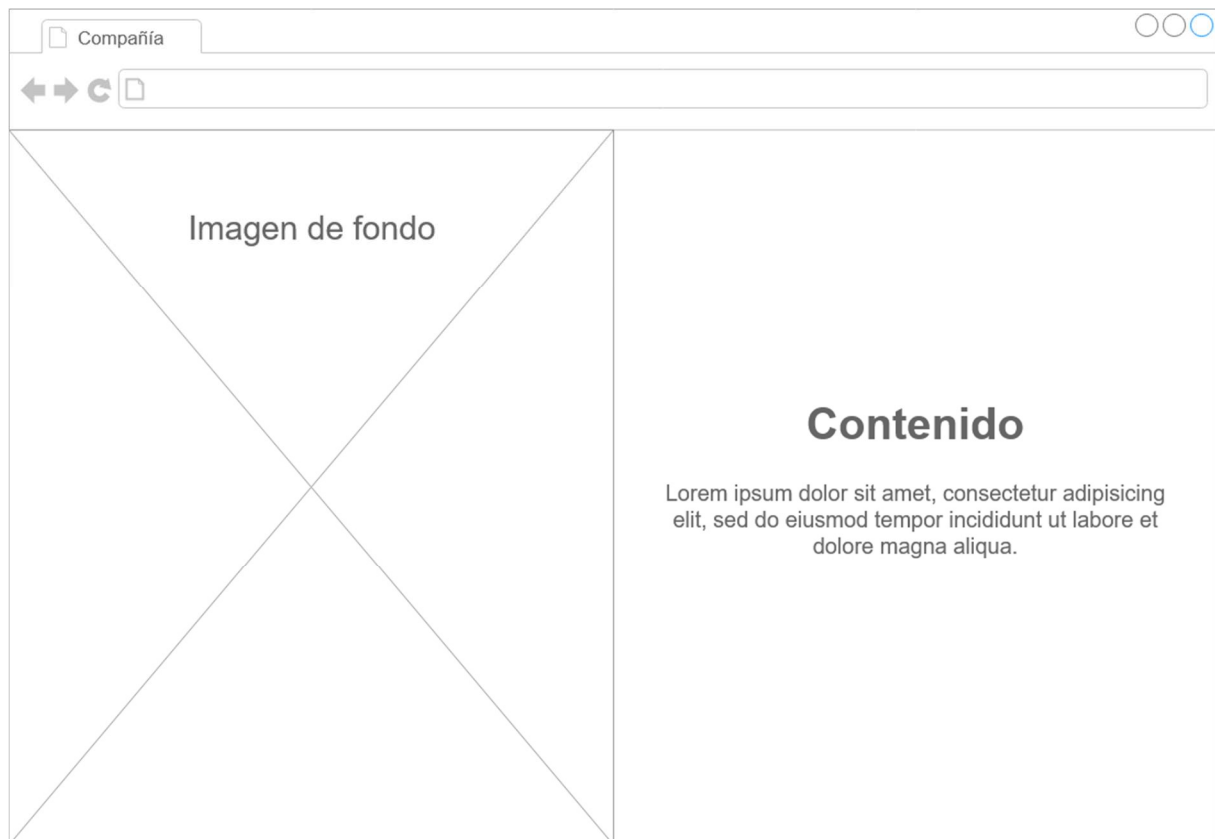 Compañía
Imagen de fondo
Contenido
Lorem ipsum dolor sit amet, consectetur adipisicing
elit, sed do eiusmod tempor incididunt ut labore et
dolore magna aliqua.